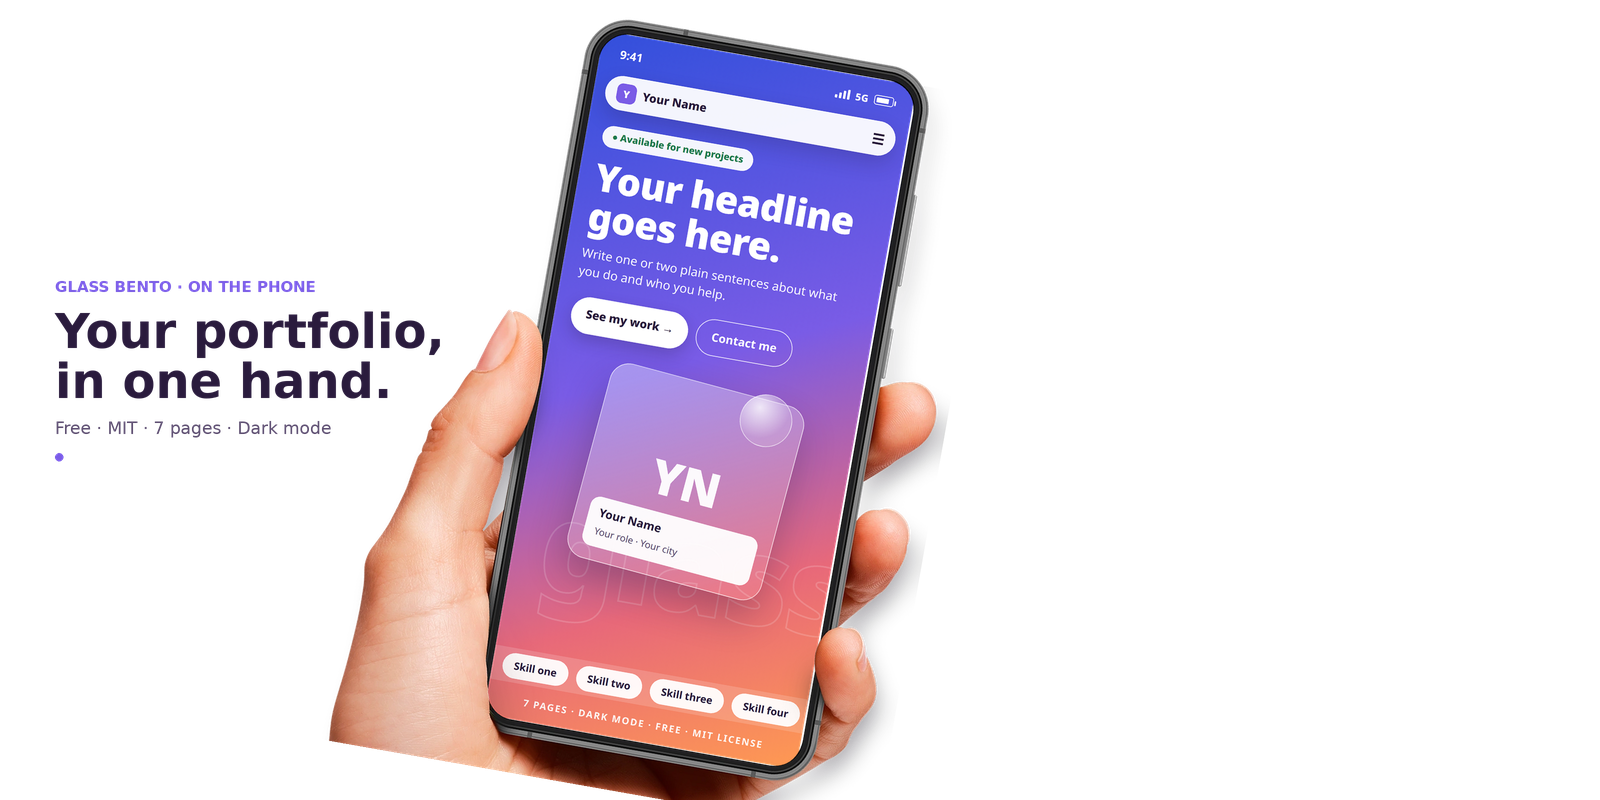 GLASS BENTO · ON THE PHONE
Your portfolio,
in one hand.
Free · MIT · 7 pages · Dark mode
9:41
5G
Y Your Name
Available for new projects
Your headline
goes here.
Write one or two plain sentences about what
you do and who you help.
See my work →
Contact me
YN
Your Name
Your role · Your city
glass
Skill one
Skill two
Skill three
Skill four
7 PAGES · DARK MODE · FREE · MIT LICENSE